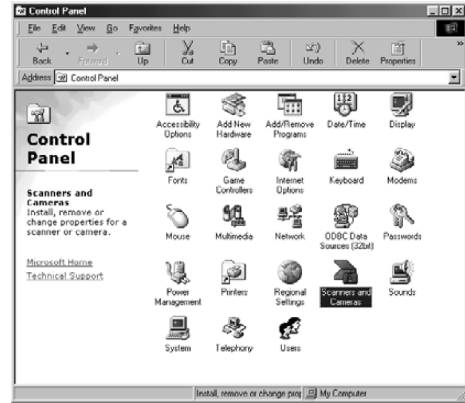 Control Panel
File Edit View Go Favorites Help
Back Forward Up Cut Copy Paste Undo Delete Properties
Address Control Panel
Control
Panel
Scanners and
Cameras
Install, remove or
change properties for a
scanner or camera.
Microsoft Home
Technical Support
Accessibility
Options
Add New
Hardware
Add/Remove
Programs
Date/Time
Display
Fonts
Game
Controllers
Internet
Options
Keyboard
Modems
Mouse
Multimedia
Network
ODBC Data
Sources (32bit)
Passwords
Power
Management
Printers
Regional
Settings
Scanners and
Cameras
Sounds
System
Telephony
Users
Install, remove or change prop My Computer